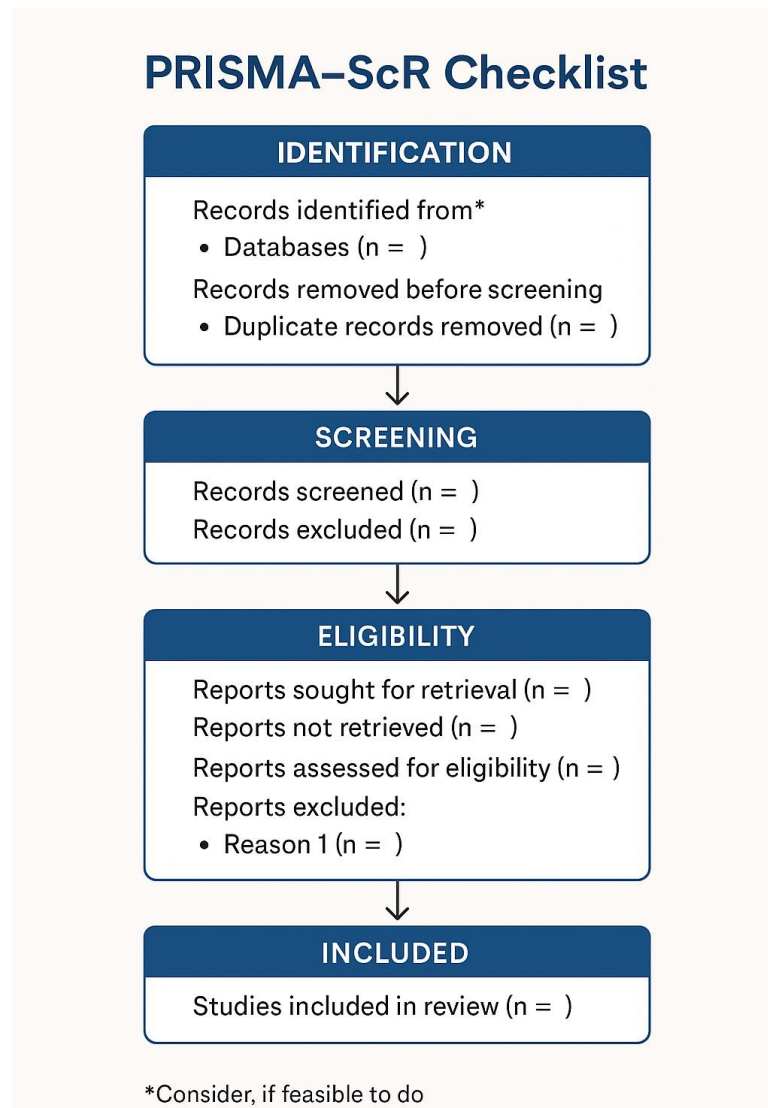 PRISMA–ScR Checklist
IDENTIFICATION
Records identified from*
• Databases (n =  )
Records removed before screening
• Duplicate records removed (n =  )
SCREENING
Records screened (n =  )
Records excluded (n =  )
ELIGIBILITY
Reports sought for retrieval (n =  )
Reports not retrieved (n =  )
Reports assessed for eligibility (n = )
Reports excluded:
• Reason 1 (n =  )
INCLUDED
Studies included in review (n =  )
*Consider, if feasible to do